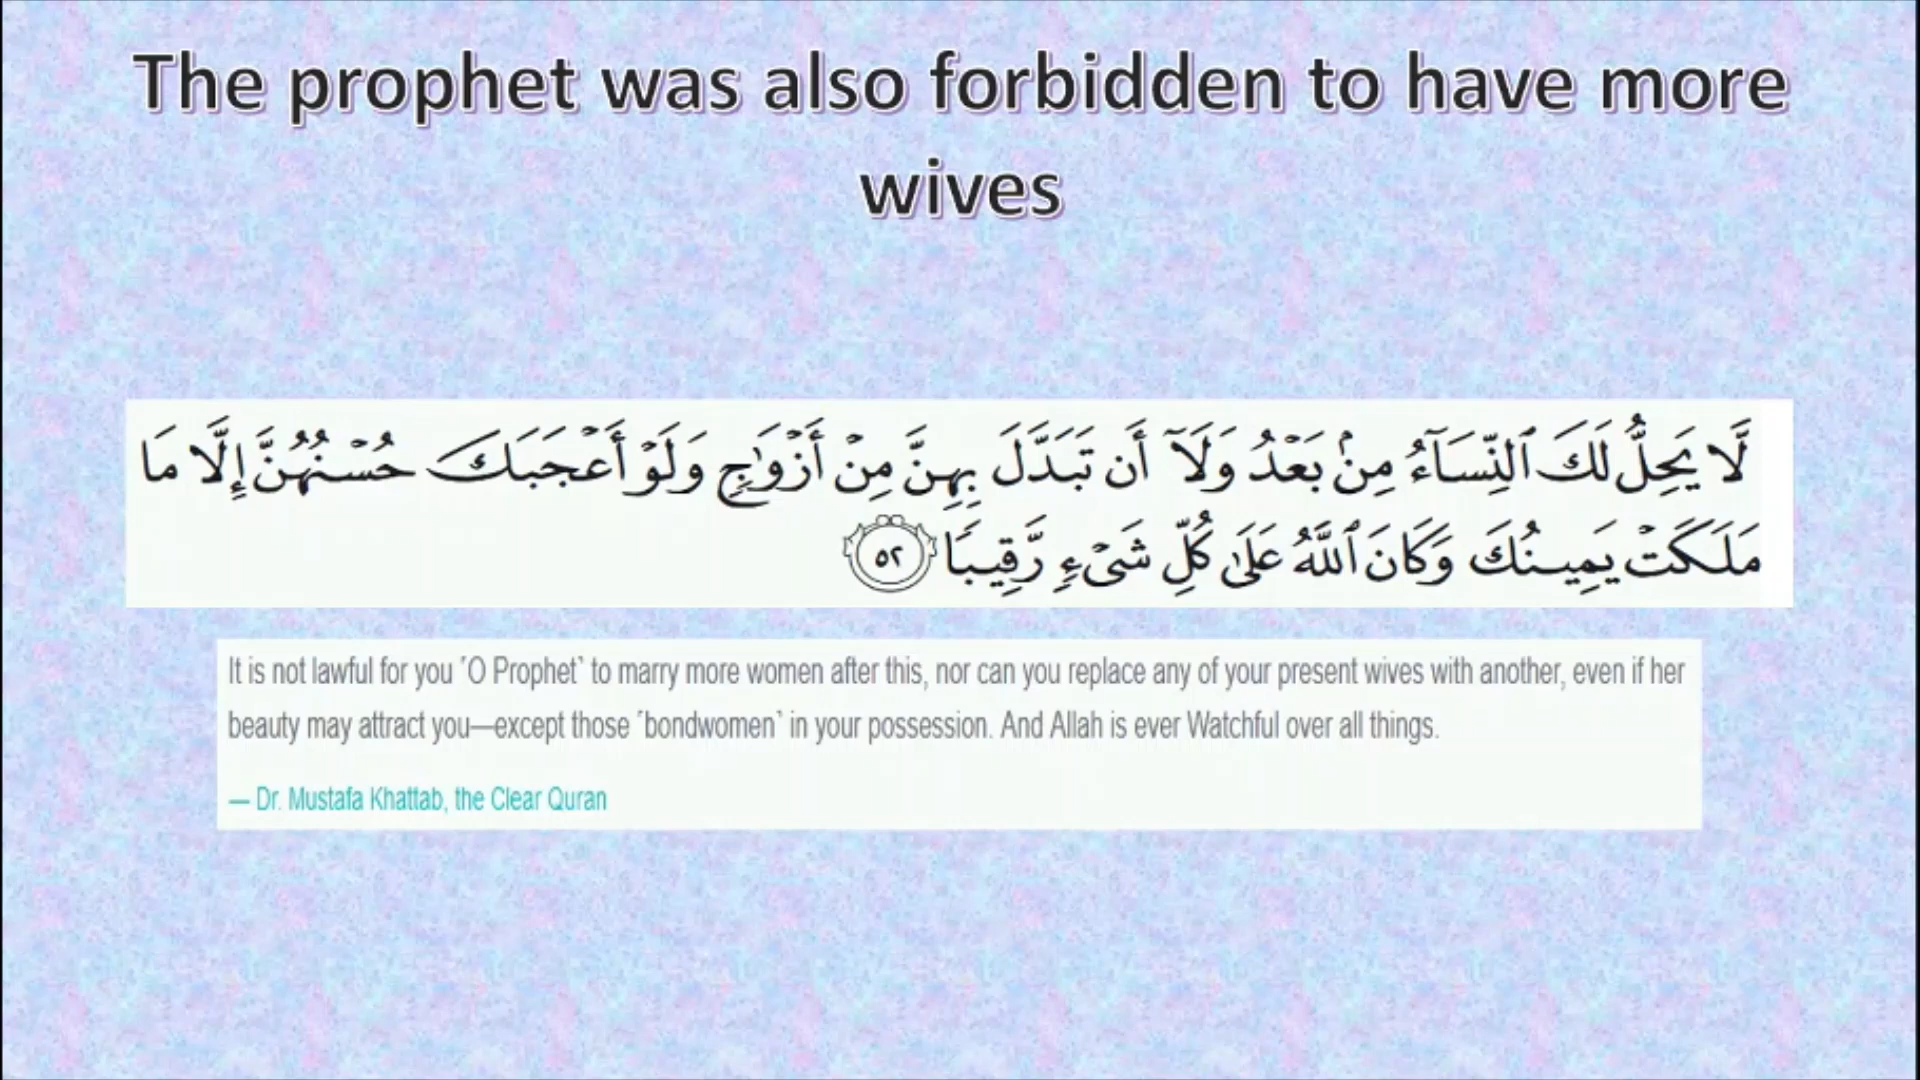 The prophet was also forbidden to have more
wives
لَّا يَحِلُّ لَكَ ٱلنِّسَآءُ مِنۢ بَعْدُ وَلَآ أَن تَبَدَّلَ بِهِنَّ مِنْ أَزْوَٰجٍ وَلَوْ أَعْجَبَكَ حُسْنُهُنَّ إِلَّا مَا
مَلَكَتْ يَمِينُكَ وَكَانَ ٱللَّهُ عَلَىٰ كُلِّ شَىْءٍ رَّقِيبًا ٥٢
It is not lawful for you ˹O Prophet˺ to marry more women after this, nor can you replace any of your present wives with another, even if her
beauty may attract you—except those ˹bondwomen˺ in your possession. And Allah is ever Watchful over all things.
— Dr. Mustafa Khattab, the Clear Quran